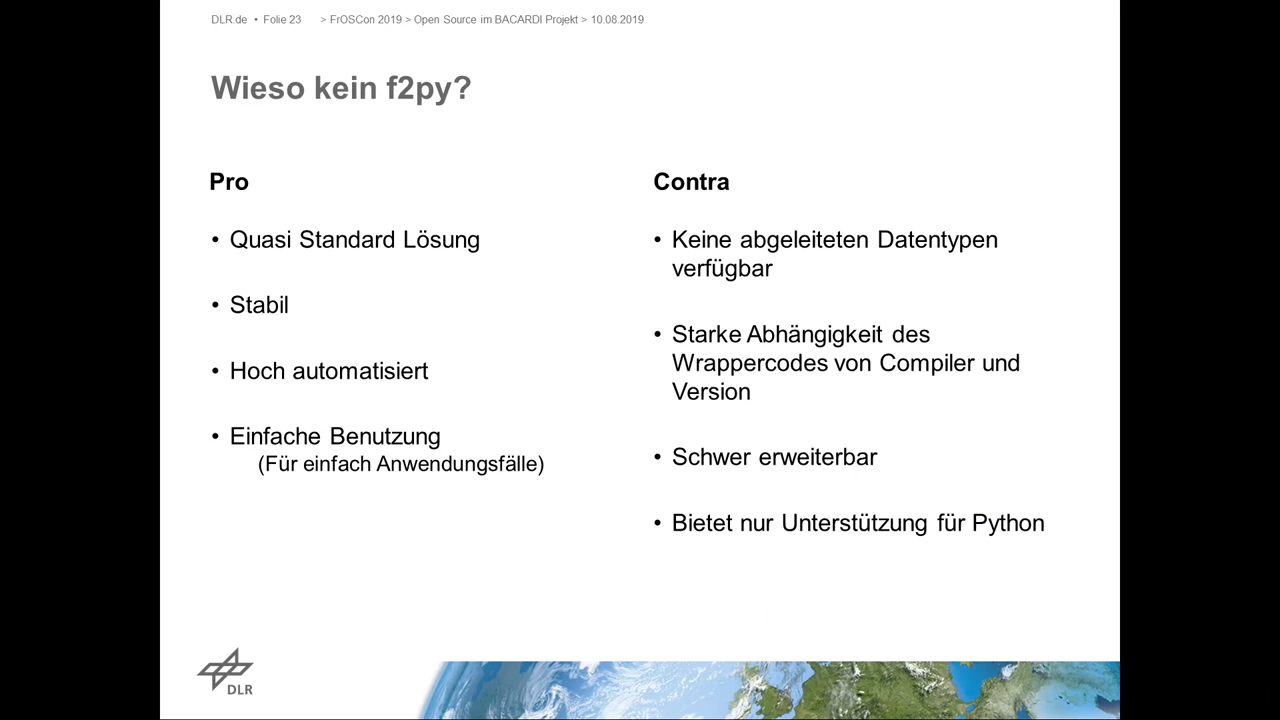 DLR.de • Folie 23 > FrOSCon 2019 > Open Source im BACARDI Projekt > 10.08.2019
Wieso kein f2py?
Pro
• Quasi Standard Lösung
• Stabil
• Hoch automatisiert
• Einfache Benutzung
(Für einfach Anwendungsfälle)
Contra
• Keine abgeleiteten Datentypen
verfügbar
• Starke Abhängigkeit des
Wrappercodes von Compiler und
Version
• Schwer erweiterbar
• Bietet nur Unterstützung für Python
DLR